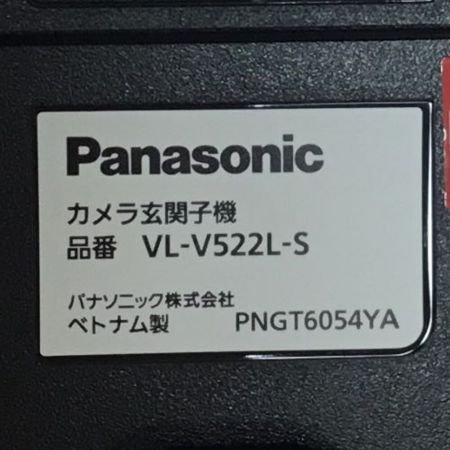 Panasonic
カメラ玄関子機
品番 VL-V522L-S
パナソニック株式会社
ベトナム製 PNGT6054YA